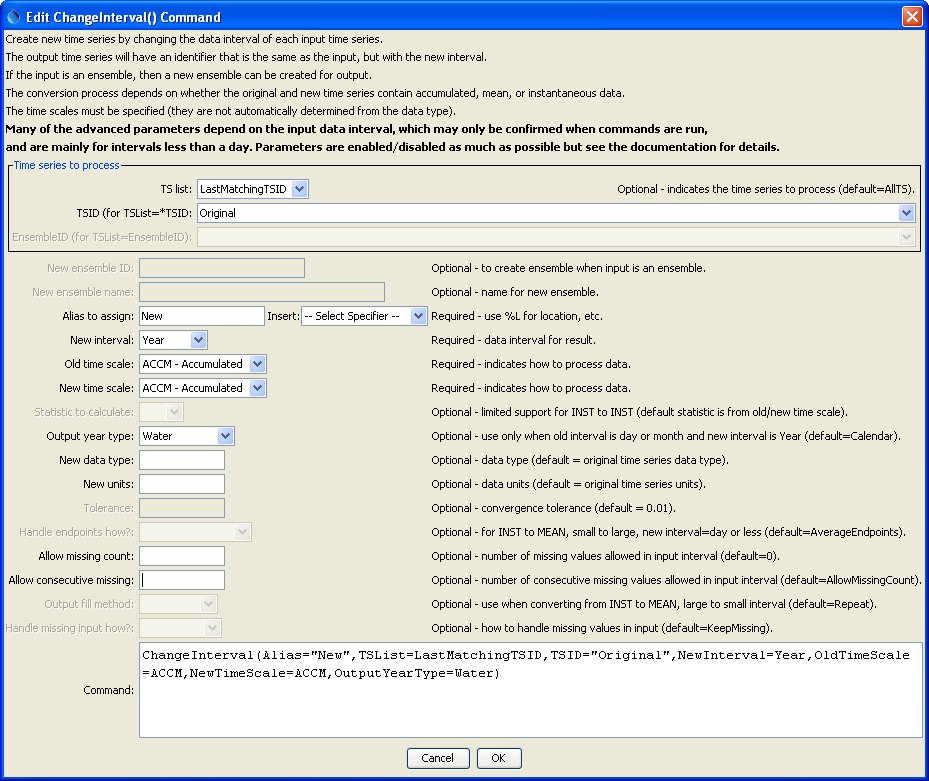 Edit ChangeInterval() Command
Create new time series by changing the data interval of each input time series.
The output time series will have an identifier that is the same as the input, but with the new interval.
If the input is an ensemble, then a new ensemble can be created for output.
The conversion process depends on whether the original and new time series contain accumulated, mean, or instantaneous data.
The time scales must be specified (they are not automatically determined from the data type).
Many of the advanced parameters depend on the input data interval, which may only be confirmed when commands are run,
and are mainly for intervals less than a day. Parameters are enabled/disabled as much as possible but see the documentation for details.
Time series to process
TS list: LastMatchingTSID Optional - indicates the time series to process (default=AllTS).
TSID (for TSList=*TSID: Original
EnsembleID (for TSList=EnsembleID):
New ensemble ID: Optional - to create ensemble when input is an ensemble.
New ensemble name: Optional - name for new ensemble.
Alias to assign: New Insert: -- Select Specifier -- Required - use %L for location, etc.
New interval: Year Required - data interval for result.
Old time scale: ACCM - Accumulated Required - indicates how to process data.
New time scale: ACCM - Accumulated Required - indicates how to process data.
Statistic to calculate: Optional - limited support for INST to INST (default statistic is from old/new time scale).
Output year type: Water Optional - use only when old interval is day or month and new interval is Year (default=Calendar).
New data type: Optional - data type (default = original time series data type).
New units: Optional - data units (default = original time series units).
Tolerance: Optional - convergence tolerance (default = 0.01).
Handle endpoints how?: Optional - for INST to MEAN, small to large, new interval=day or less (default=AverageEndpoints).
Allow missing count: Optional - number of missing values allowed in input interval (default=0).
Allow consecutive missing: Optional - number of consecutive missing values allowed in input interval (default=AllowMissingCount).
Output fill method: Optional - use when converting from INST to MEAN, large to small interval (default=Repeat).
Handle missing input how?: Optional - how to handle missing values in input (default=KeepMissing).
Command: ChangeInterval(Alias="New",TSList=LastMatchingTSID,TSID="Original",NewInterval=Year,OldTimeScale
=ACCM,NewTimeScale=ACCM,OutputYearType=Water)
Cancel OK